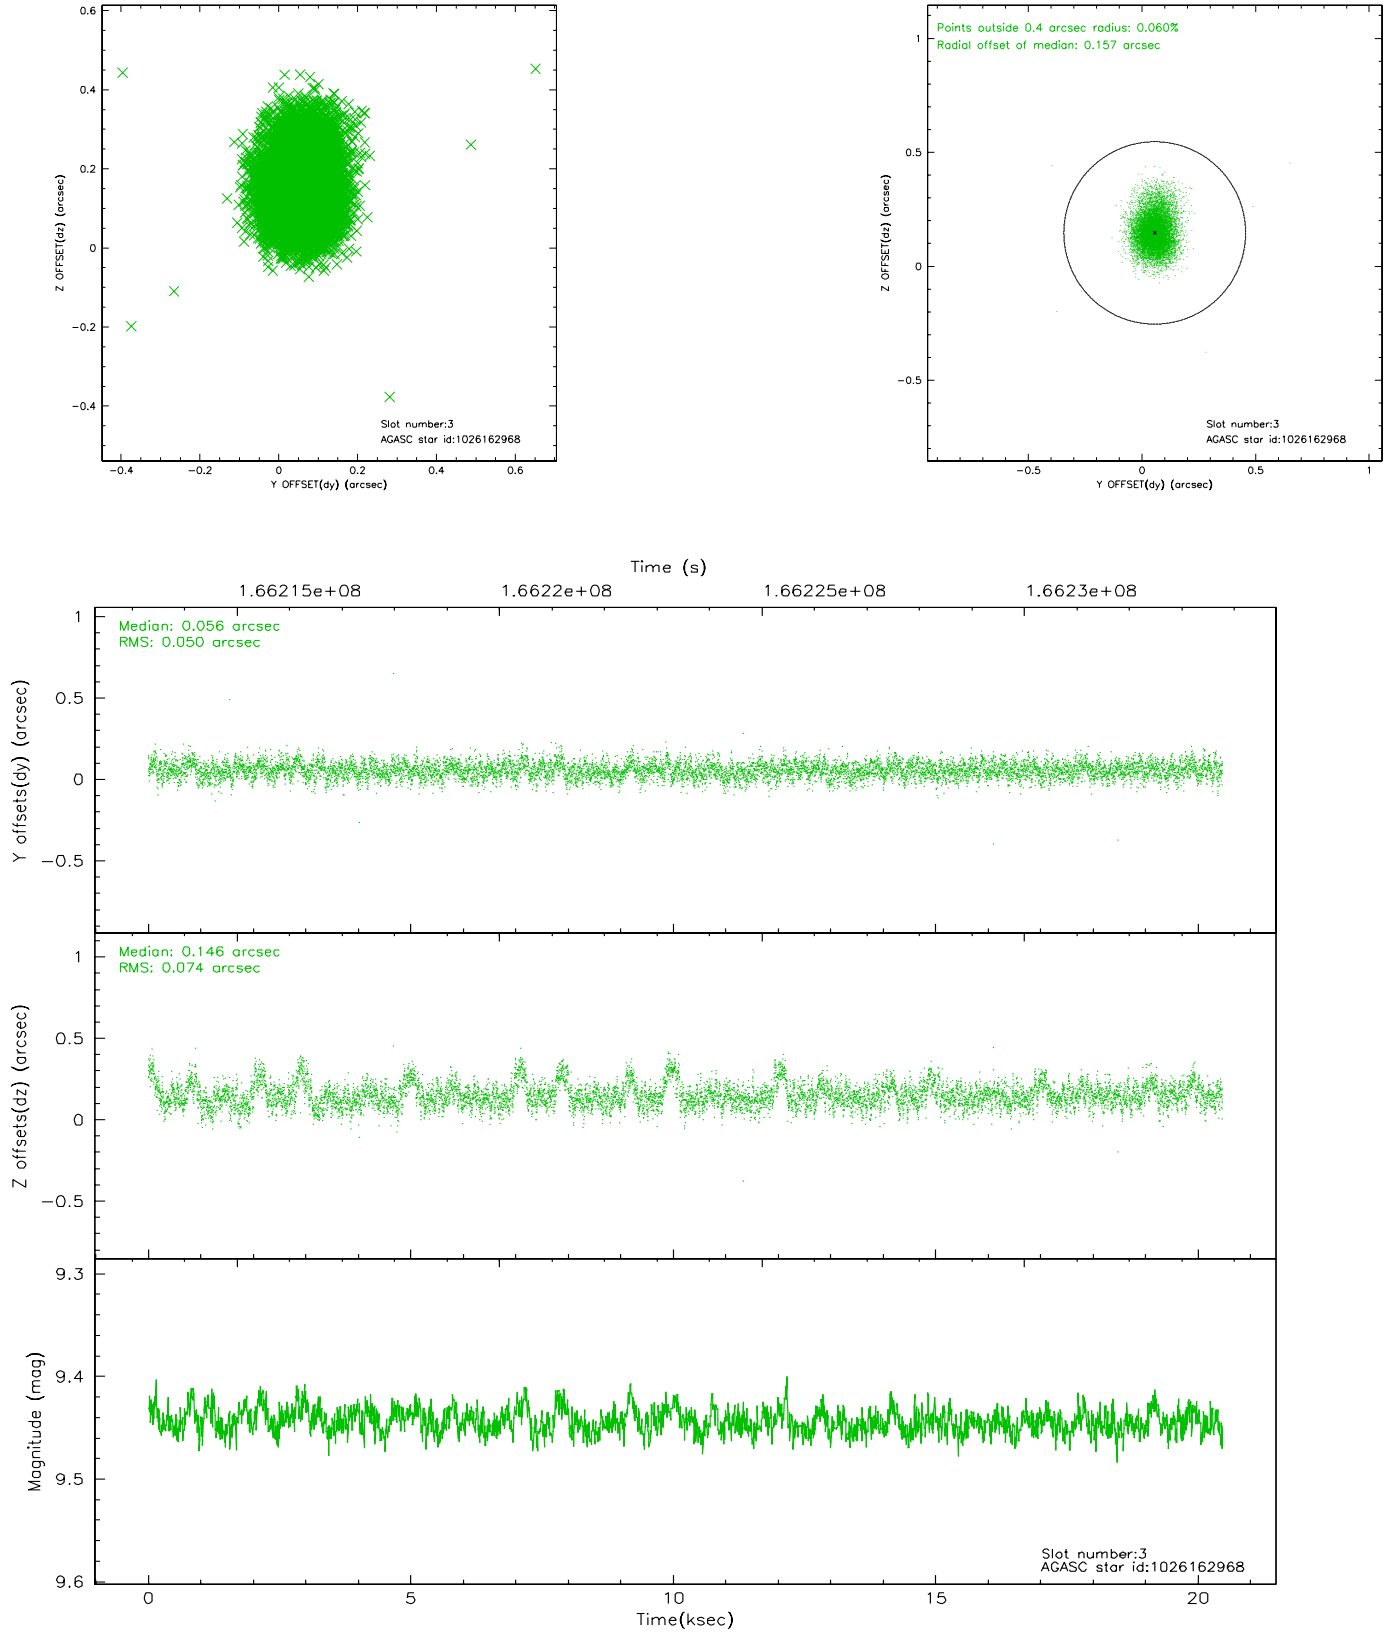 0.6
0.4
0.2
0
−0.2
−0.4
Z OFFSET(dz) (arcsec)
Slot number:3
AGASC star id:1026162968
−0.4 −0.2 0 0.2 0.4 0.6
Y OFFSET(dy) (arcsec)
Points outside 0.4 arcsec radius: 0.060%
Radial offset of median: 0.157 arcsec
1
0.5
0
−0.5
Z OFFSET(dz) (arcsec)
Slot number:3
AGASC star id:1026162968
−0.5 0 0.5 1
Y OFFSET(dy) (arcsec)
Time (s)
1.66215e+08 1.6622e+08 1.66225e+08 1.6623e+08
Median: 0.056 arcsec
RMS: 0.050 arcsec
1
0.5
0
−0.5
Y offsets(dy) (arcsec)
Median: 0.146 arcsec
RMS: 0.074 arcsec
1
0.5
0
−0.5
Z offsets(dz) (arcsec)
9.3
9.4
9.5
9.6
Magnitude (mag)
Slot number:3
AGASC star id:1026162968
0 5 10 15 20
Time(ksec)